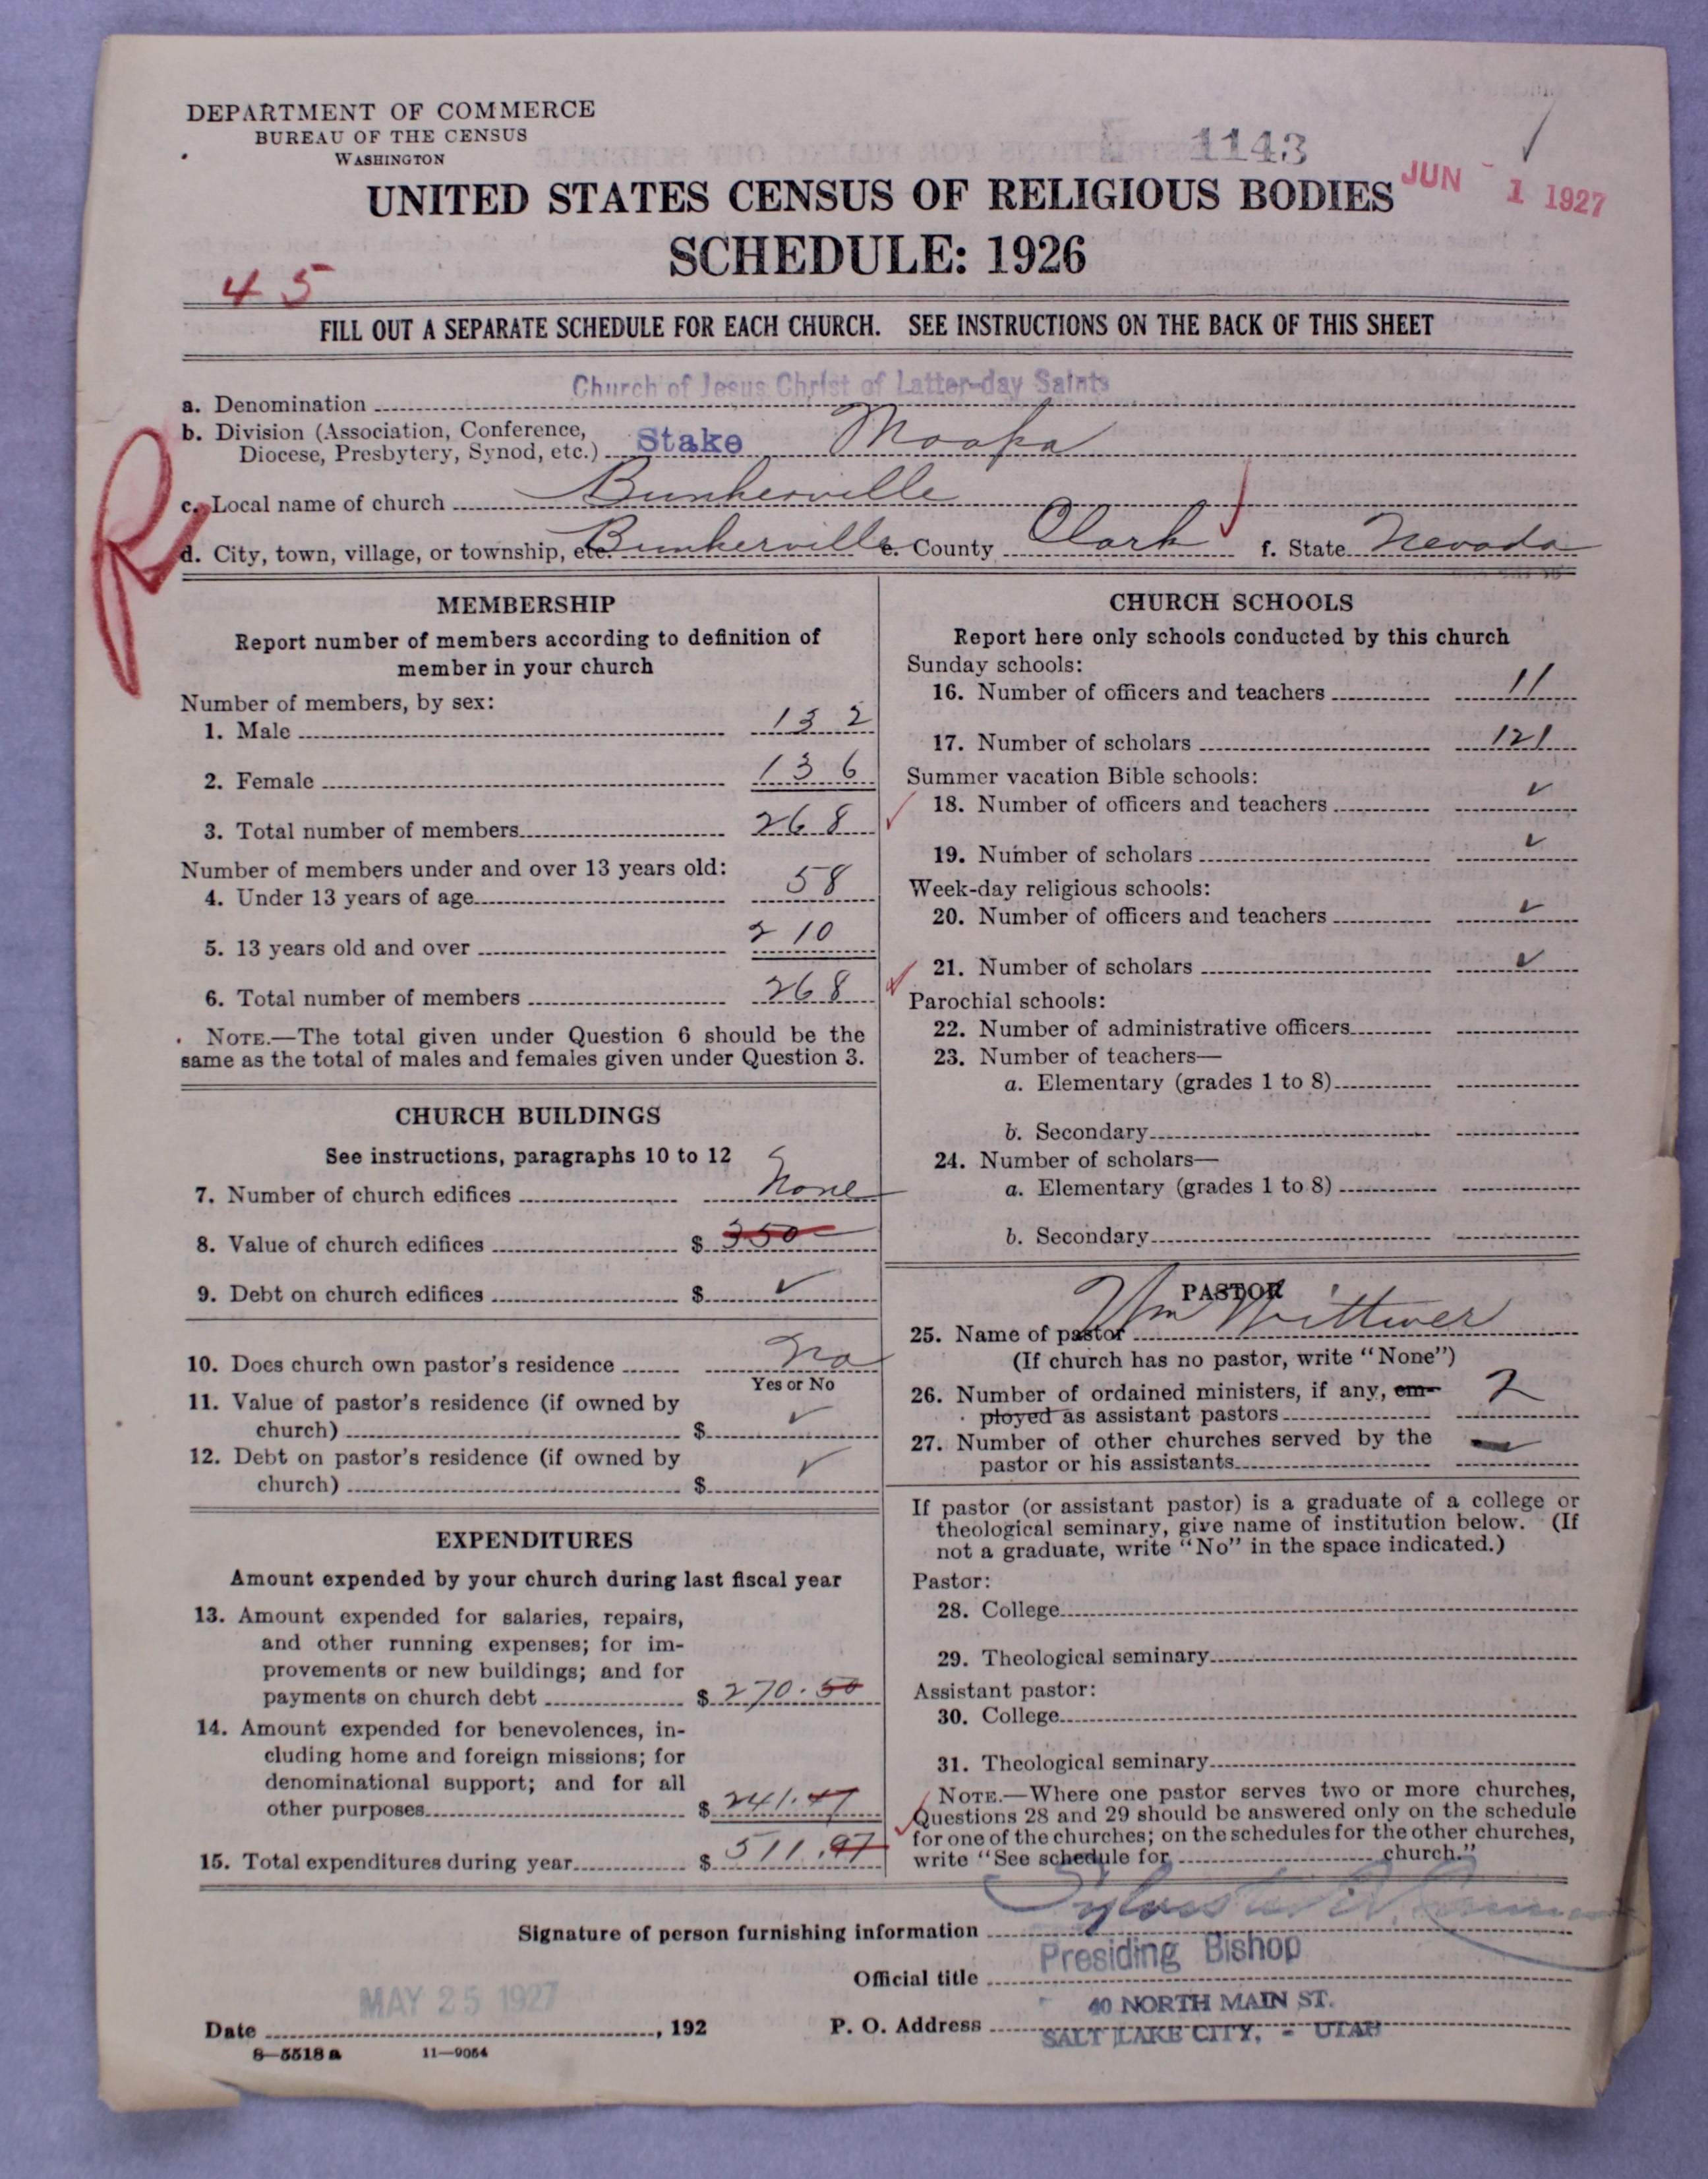 DEPARTMENT OF COMMERCE
BUREAU OF THE CENSUS
WASHINGTON
1143
JUN - 1 1927
UNITED STATES CENSUS OF RELIGIOUS BODIES
SCHEDULE: 1926
45
FILL OUT A SEPARATE SCHEDULE FOR EACH CHURCH. SEE INSTRUCTIONS ON THE BACK OF THIS SHEET
R
a. Denomination Church of Jesus Christ of Latter-day Saints
b. Division (Association, Conference,
Diocese, Presbytery, Synod, etc.) Stake Moapa
c. Local name of church Bunkerville
d. City, town, village, or township, etc. Bunkerville e. County Clark f. State Nevada
MEMBERSHIP
Report number of members according to definition of
member in your church
Number of members, by sex:
1. Male 132
2. Female 136
3. Total number of members 268
Number of members under and over 13 years old:
4. Under 13 years of age 58
5. 13 years old and over 210
6. Total number of members 268
NOTE.—The total given under Question 6 should be the
same as the total of males and females given under Question 3.
CHURCH BUILDINGS
See instructions, paragraphs 10 to 12
7. Number of church edifices None
8. Value of church edifices $ 350
9. Debt on church edifices $ ✓
10. Does church own pastor's residence No
Yes or No
11. Value of pastor's residence (if owned by
church) $ ✓
12. Debt on pastor's residence (if owned by
church) $ ✓
EXPENDITURES
Amount expended by your church during last fiscal year
13. Amount expended for salaries, repairs,
and other running expenses; for im-
provements or new buildings; and for
payments on church debt $ 270.50
14. Amount expended for benevolences, in-
cluding home and foreign missions; for
denominational support; and for all
other purposes $ 241.47
15. Total expenditures during year $ 511.97
CHURCH SCHOOLS
Report here only schools conducted by this church
Sunday schools:
16. Number of officers and teachers 11
17. Number of scholars 121
Summer vacation Bible schools:
18. Number of officers and teachers ✓
19. Number of scholars ✓
Week-day religious schools:
20. Number of officers and teachers ✓
21. Number of scholars ✓
Parochial schools:
22. Number of administrative officers
23. Number of teachers—
a. Elementary (grades 1 to 8)
b. Secondary
24. Number of scholars—
a. Elementary (grades 1 to 8)
b. Secondary
PASTOR
25. Name of pastor Wm Wittwer
(If church has no pastor, write "None")
26. Number of ordained ministers, if any, em-
ployed as assistant pastors 2
27. Number of other churches served by the
pastor or his assistants
If pastor (or assistant pastor) is a graduate of a college or
theological seminary, give name of institution below. (If
not a graduate, write "No" in the space indicated.)
Pastor:
28. College
29. Theological seminary
Assistant pastor:
30. College
31. Theological seminary
NOTE.—Where one pastor serves two or more churches,
Questions 28 and 29 should be answered only on the schedule
for one of the churches; on the schedules for the other churches,
write "See schedule for church."
Signature of person furnishing information Sylvester Q. Cannon
Official title Presiding Bishop
Date MAY 25 1927, 192
P. O. Address 40 NORTH MAIN ST.
SALT LAKE CITY, - UTAH
8—5518 a 11—9054